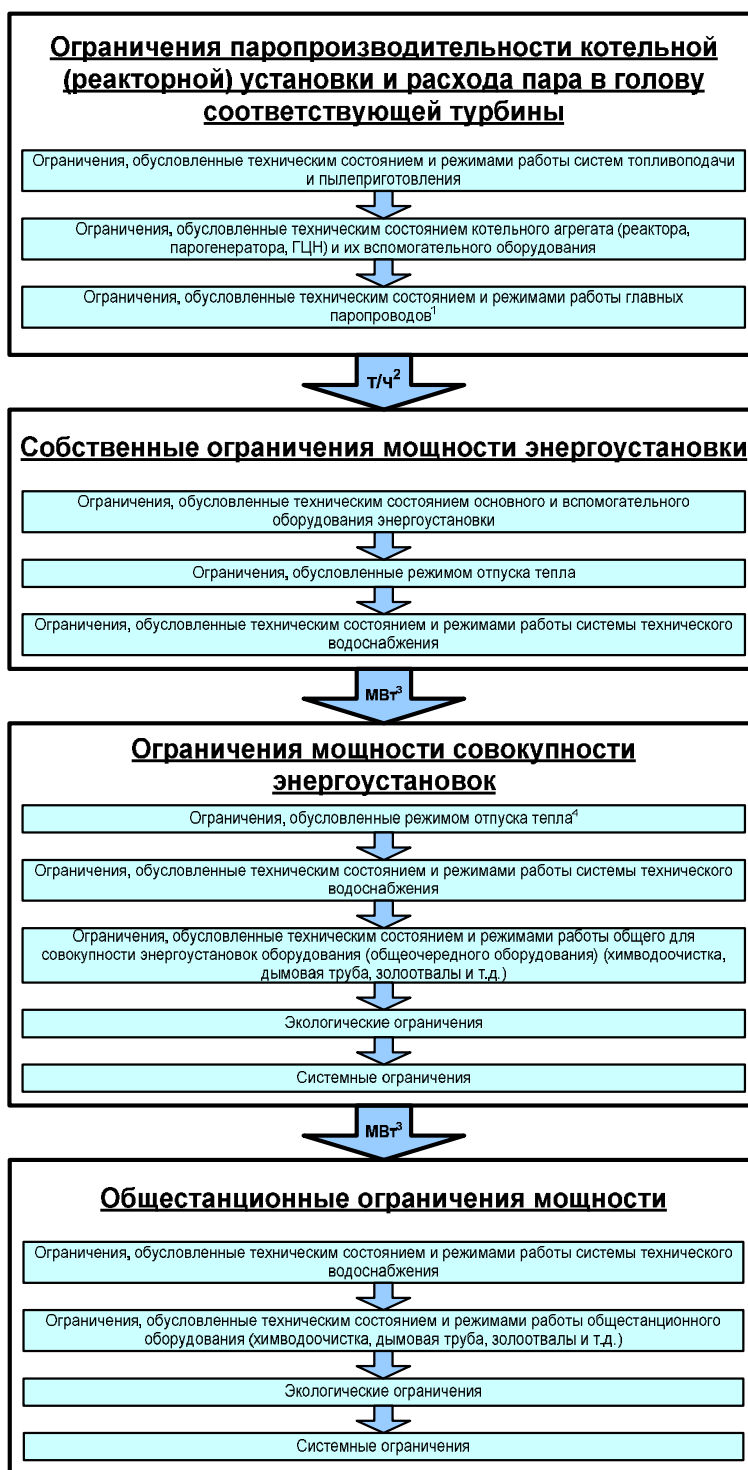 Ограничения паропроизводительности котельной
(реакторной) установки и расхода пара в голову
соответствующей турбины
Ограничения, обусловленные техническим состоянием и режимами работы систем топливоподачи
и пылеприготовления
Ограничения, обусловленные техническим состоянием котельного агрегата (реактора,
парогенератора, ГЦН) и их вспомогательного оборудования
Ограничения, обусловленные техническим состоянием и режимами работы главных
паропроводов¹
т/ч²
Собственные ограничения мощности энергоустановки
Ограничения, обусловленные техническим состоянием основного и вспомогательного
оборудования энергоустановки
Ограничения, обусловленные режимом отпуска тепла
Ограничения, обусловленные техническим состоянием и режимами работы системы технического
водоснабжения
МВт³
Ограничения мощности совокупности
энергоустановок
Ограничения, обусловленные режимом отпуска тепла⁴
Ограничения, обусловленные техническим состоянием и режимами работы системы технического
водоснабжения
Ограничения, обусловленные техническим состоянием и режимами работы общего для
совокупности энергоустановок оборудования (общеочередного оборудования) (химводоочистка,
дымовая труба, золоотвалы и т.д.)
Экологические ограничения
Системные ограничения
МВт³
Общестанционные ограничения мощности
Ограничения, обусловленные техническим состоянием и режимами работы системы технического
водоснабжения
Ограничения, обусловленные техническим состоянием и режимами работы общестанционного
оборудования (химводоочистка, дымовая труба, золоотвалы и т.д.)
Экологические ограничения
Системные ограничения